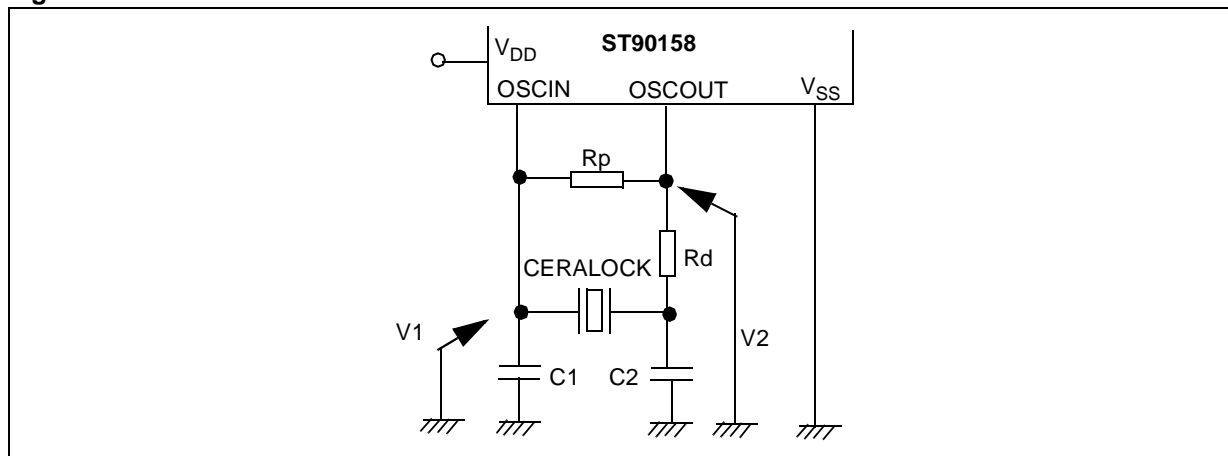 ST90158
VDD
OSCIN OSCOUT VSS
Rp
Rd
CERALOCK
V1 V2
C1 C2